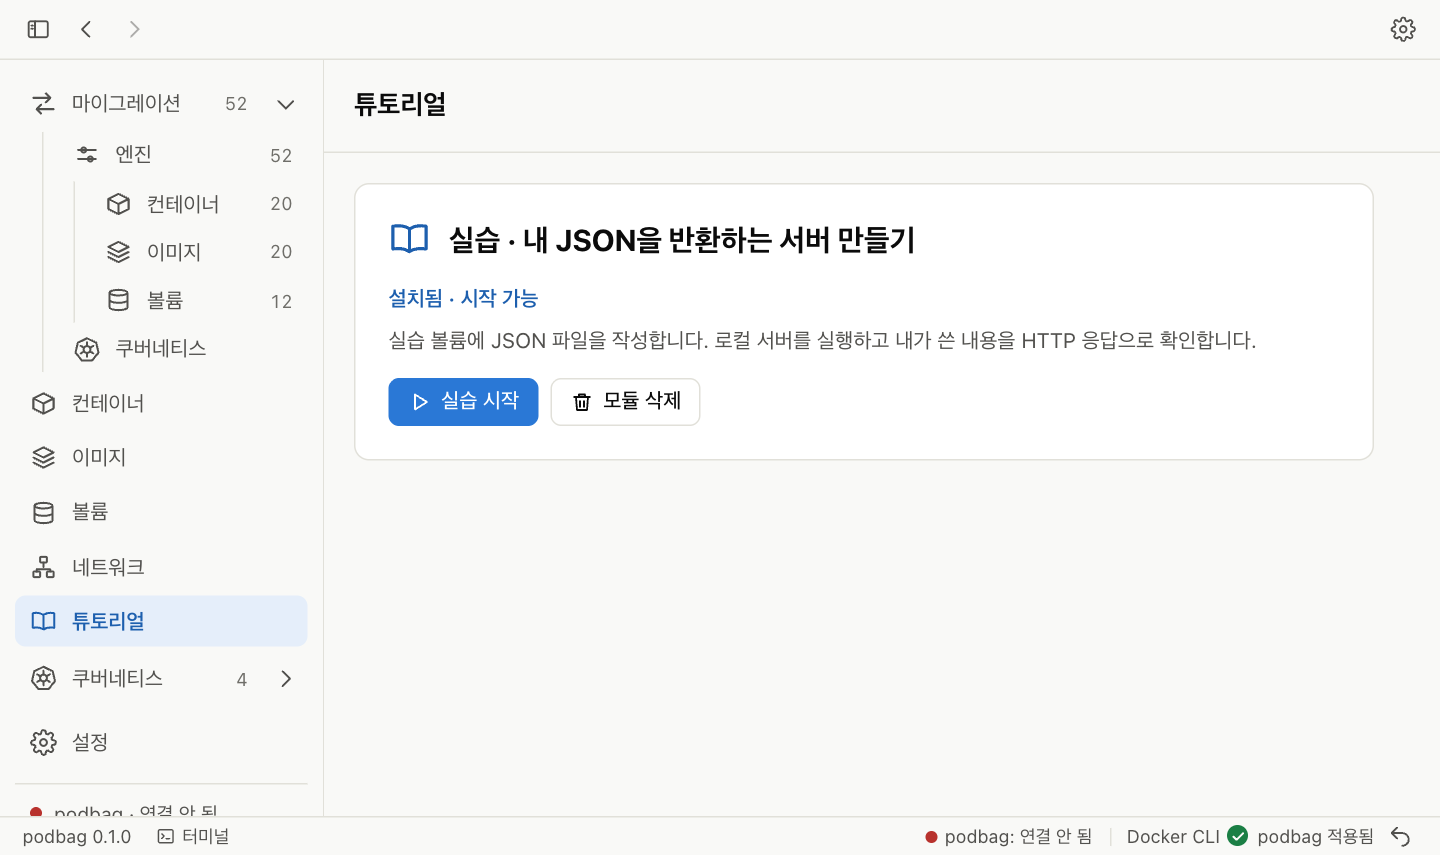 마이그레이션 52
엔진 52
컨테이너 20
이미지 20
볼륨 12
쿠버네티스
컨테이너
이미지
볼륨
네트워크
튜토리얼
쿠버네티스 4
설정
podbag · 연결 안 됨
튜토리얼
실습 · 내 JSON을 반환하는 서버 만들기
설치됨 · 시작 가능
실습 볼륨에 JSON 파일을 작성합니다. 로컬 서버를 실행하고 내가 쓴 내용을 HTTP 응답으로 확인합니다.
실습 시작 모듈 삭제
podbag 0.1.0 터미널 podbag: 연결 안 됨 Docker CLI podbag 적용됨